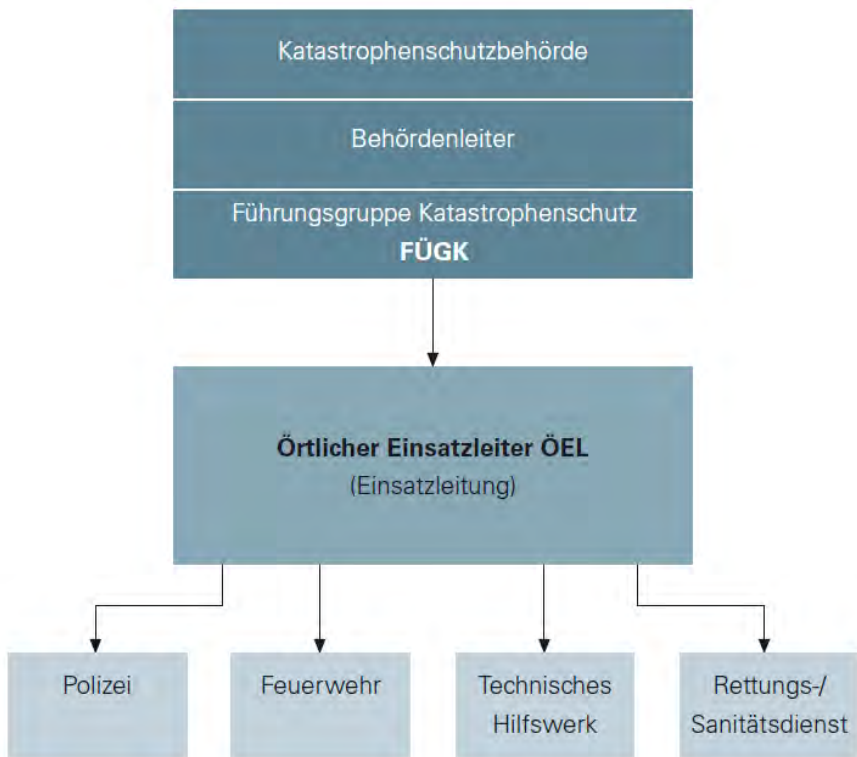 Katastrophenschutzbehörde
Behördenleiter
Führungsgruppe Katastrophenschutz
FÜGK
Örtlicher Einsatzleiter ÖEL
(Einsatzleitung)
Polizei
Feuerwehr
Technisches
Hilfswerk
Rettungs-/
Sanitätsdienst